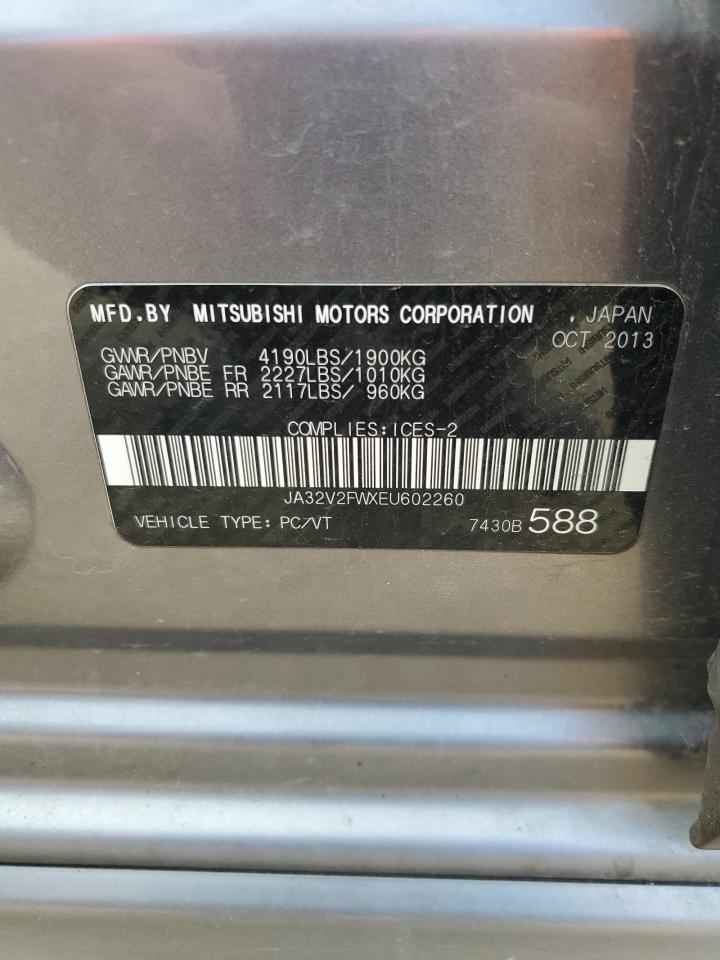 MFD.BY MITSUBISHI MOTORS CORPORATION , JAPAN
OCT 2013
GVWR/PNBV 4190LBS/1900KG
GAWR/PNBE FR 2227LBS/1010KG
GAWR/PNBE RR 2117LBS/ 960KG
COMPLIES:ICES-2
JA32V2FWXEU602260
VEHICLE TYPE: PC/VT 7430B 588